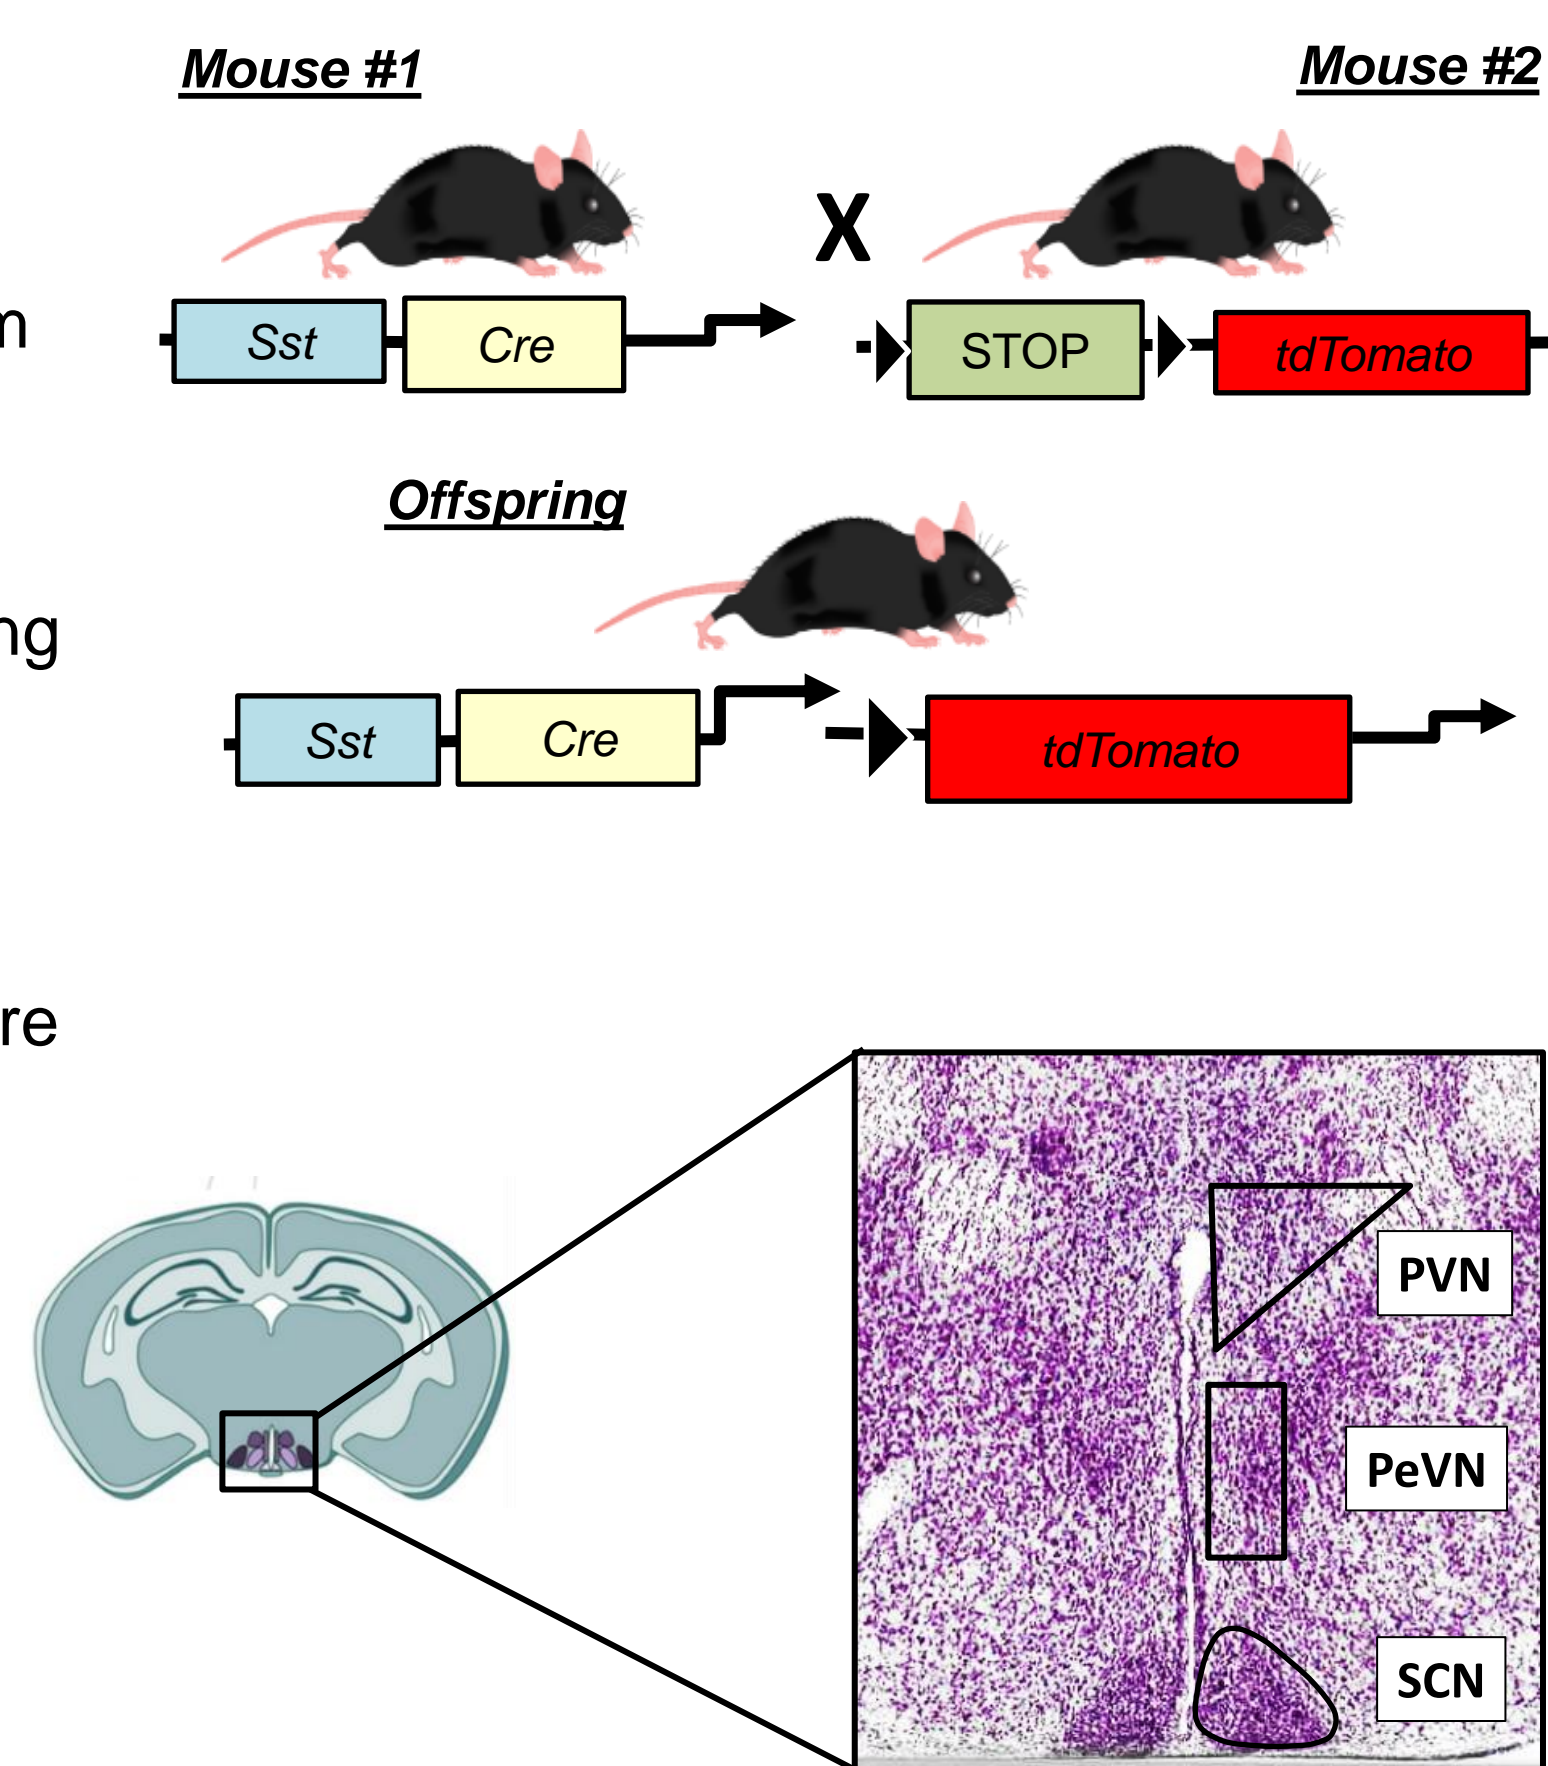 Mouse #1
Mouse #2
X
m
Sst
Cre
STOP
tdTomato
Offspring
ng
Sst
Cre
tdTomato
re
PVN
PeVN
SCN